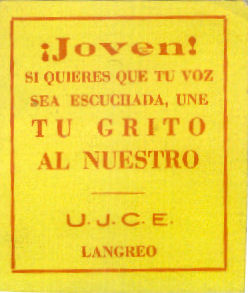 ¡Joven!
SI QUIERES QUE TU VOZ
SEA ESCUCHADA, UNE
TU GRITO
AL NUESTRO
U. J. C. E.
LANGREO